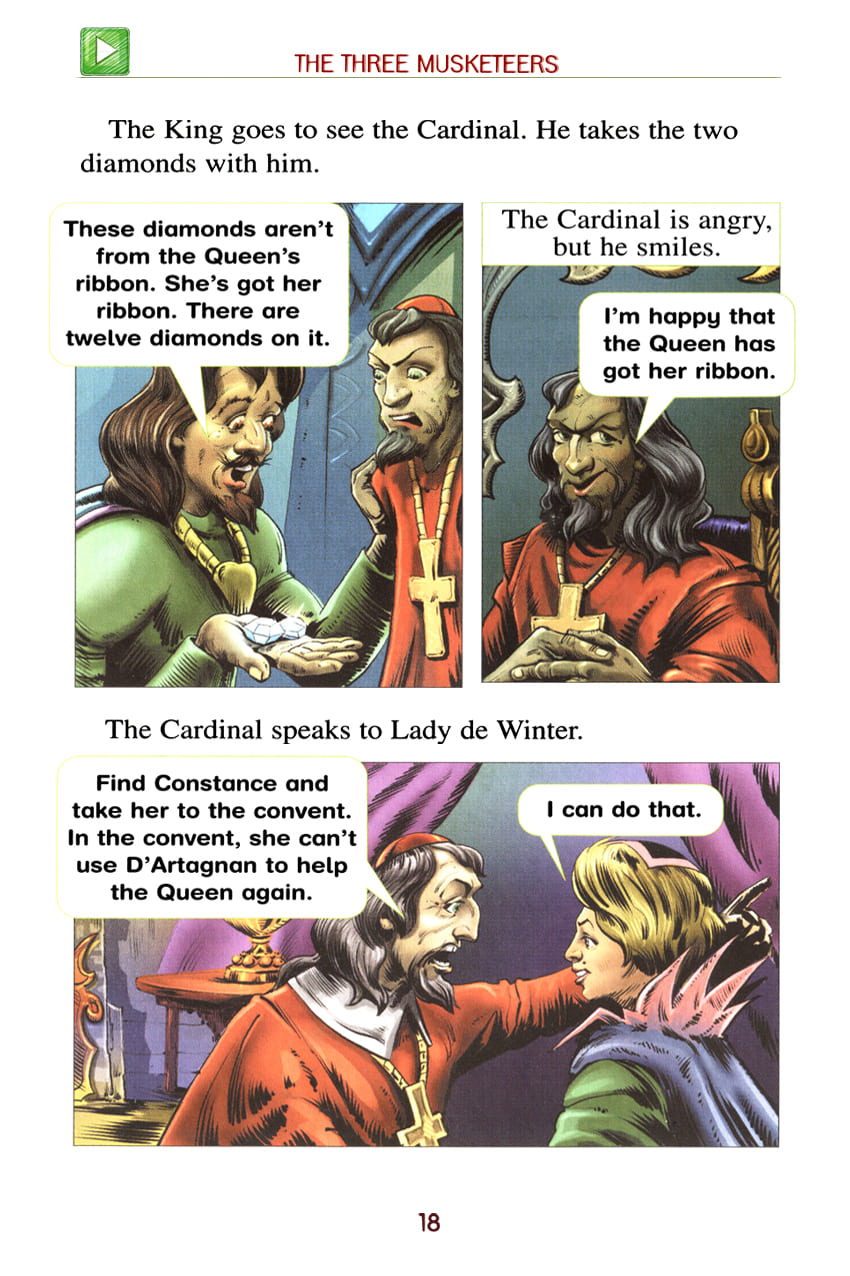 THE THREE MUSKETEERS
The King goes to see the Cardinal. He takes the two
diamonds with him.
These diamonds aren't
from the Queen's
ribbon. She's got her
ribbon. There are
twelve diamonds on it.
The Cardinal is angry,
but he smiles.
I'm happy that
the Queen has
got her ribbon.
The Cardinal speaks to Lady de Winter.
Find Constance and
take her to the convent.
In the convent, she can't
use D'Artagnan to help
the Queen again.
I can do that.
18